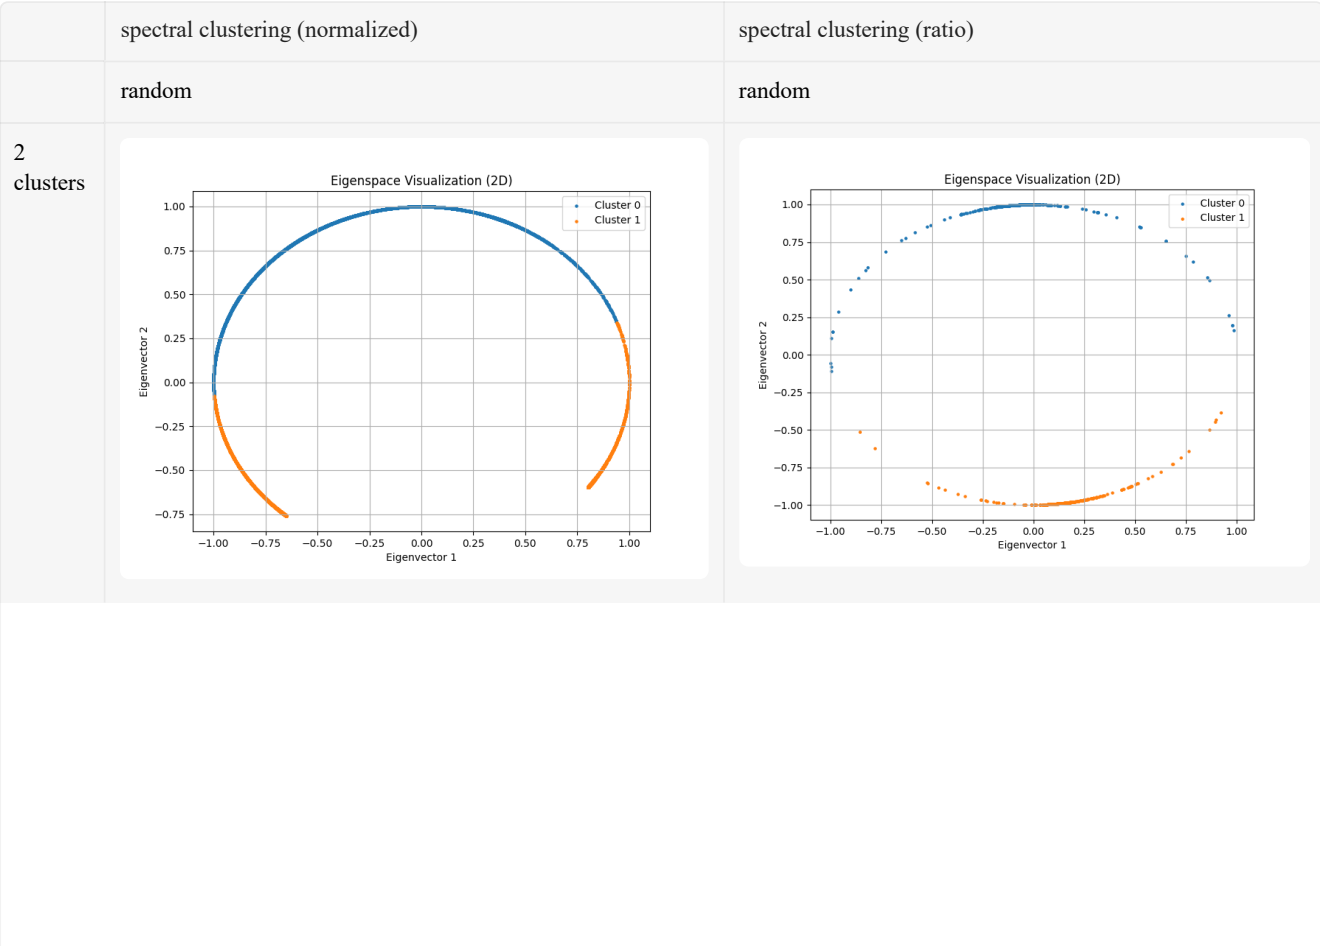 spectral clustering (normalized)
spectral clustering (ratio)
random
random
2
clusters
Eigenspace Visualization (2D)
Cluster 0
Cluster 1
1.00
0.75
0.50
0.25
0.00
−0.25
−0.50
−0.75
Eigenvector 2
−1.00 −0.75 −0.50 −0.25 0.00 0.25 0.50 0.75 1.00
Eigenvector 1
Eigenspace Visualization (2D)
Cluster 0
Cluster 1
1.00
0.75
0.50
0.25
0.00
−0.25
−0.50
−0.75
−1.00
Eigenvector 2
−1.00 −0.75 −0.50 −0.25 0.00 0.25 0.50 0.75 1.00
Eigenvector 1